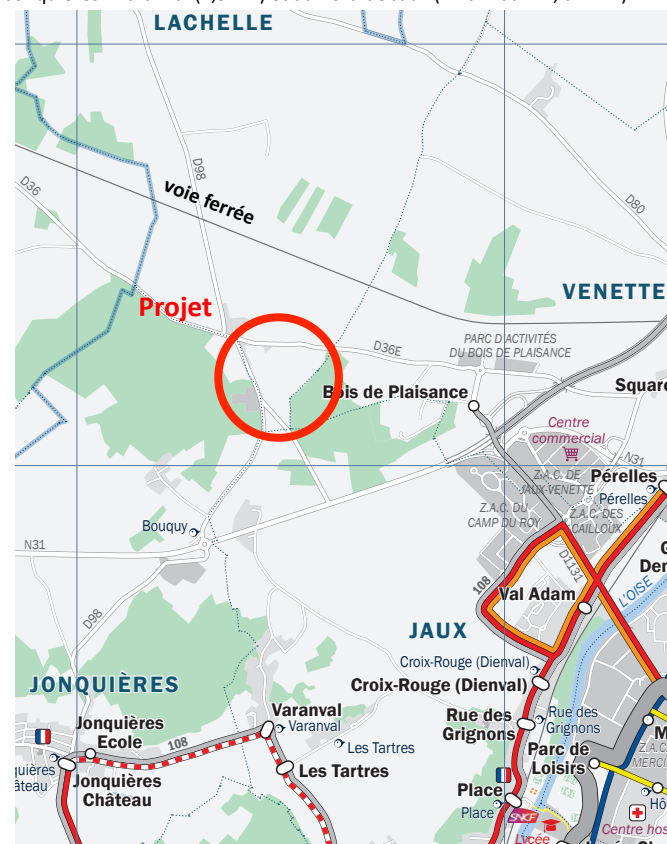 LACHELLE
D98
D36
voie ferrée
D80
Projet
VENETTE
PARC D'ACTIVITÉS
DU BOIS DE PLAISANCE
D36E
Bois de Plaisance
Square
Centre
commercial
N31
Z.A.C. DE
JAUX-VENETTE
Pérelles
Pérelles
Z.A.C. DU
CAMP DU ROY
Z.A.C. DES
CAILLOUX
Bouquy
N31
D1131
108
Val Adam
L'OISE
D98
JAUX
Croix-Rouge (Dienval)
Croix-Rouge (Dienval)
JONQUIÈRES
Rue des
Grignons
Rue des
Grignons
Varanval
Varanval
Jonquières
Ecole
108
Les Tartres
Les Tartres
Parc de
Loisirs
Jonquières
Château
Place
Place
SNCF
Lycée
Centre hos